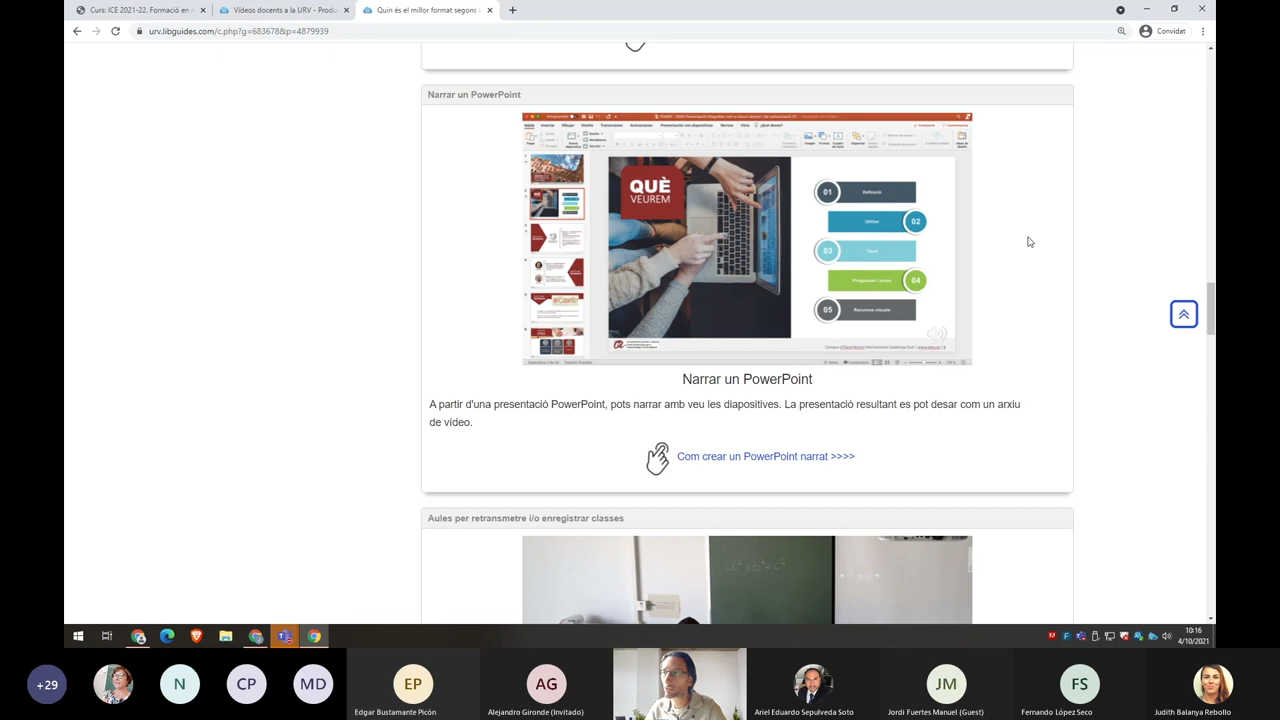 Curs: ICE 2021-22. Formació en
Vídeos docents a la URV - Produ
Quin és el millor format segons
urv.libguides.com/c.php?g=683678&p=4879939
Convidat
Narrar un PowerPoint
QUÈ
VEUREM
01
Definició
02
03
04
05
Recursos visuals
Narrar un PowerPoint
A partir d'una presentació PowerPoint, pots narrar amb veu les diapositives. La presentació resultant es pot desar com un arxiu
de vídeo.
Com crear un PowerPoint narrat >>>>
Aules per retransmetre i/o enregistrar classes
10:16
4/10/2021
+29
N
CP
MD
EP
AG
JM
FS
Edgar Bustamante Picón
Alejandro Gironde (Invitado)
Ariel Eduardo Sepulveda Soto
Jordi Fuertes Manuel (Guest)
Fernando López Seco
Judith Balanya Rebollo